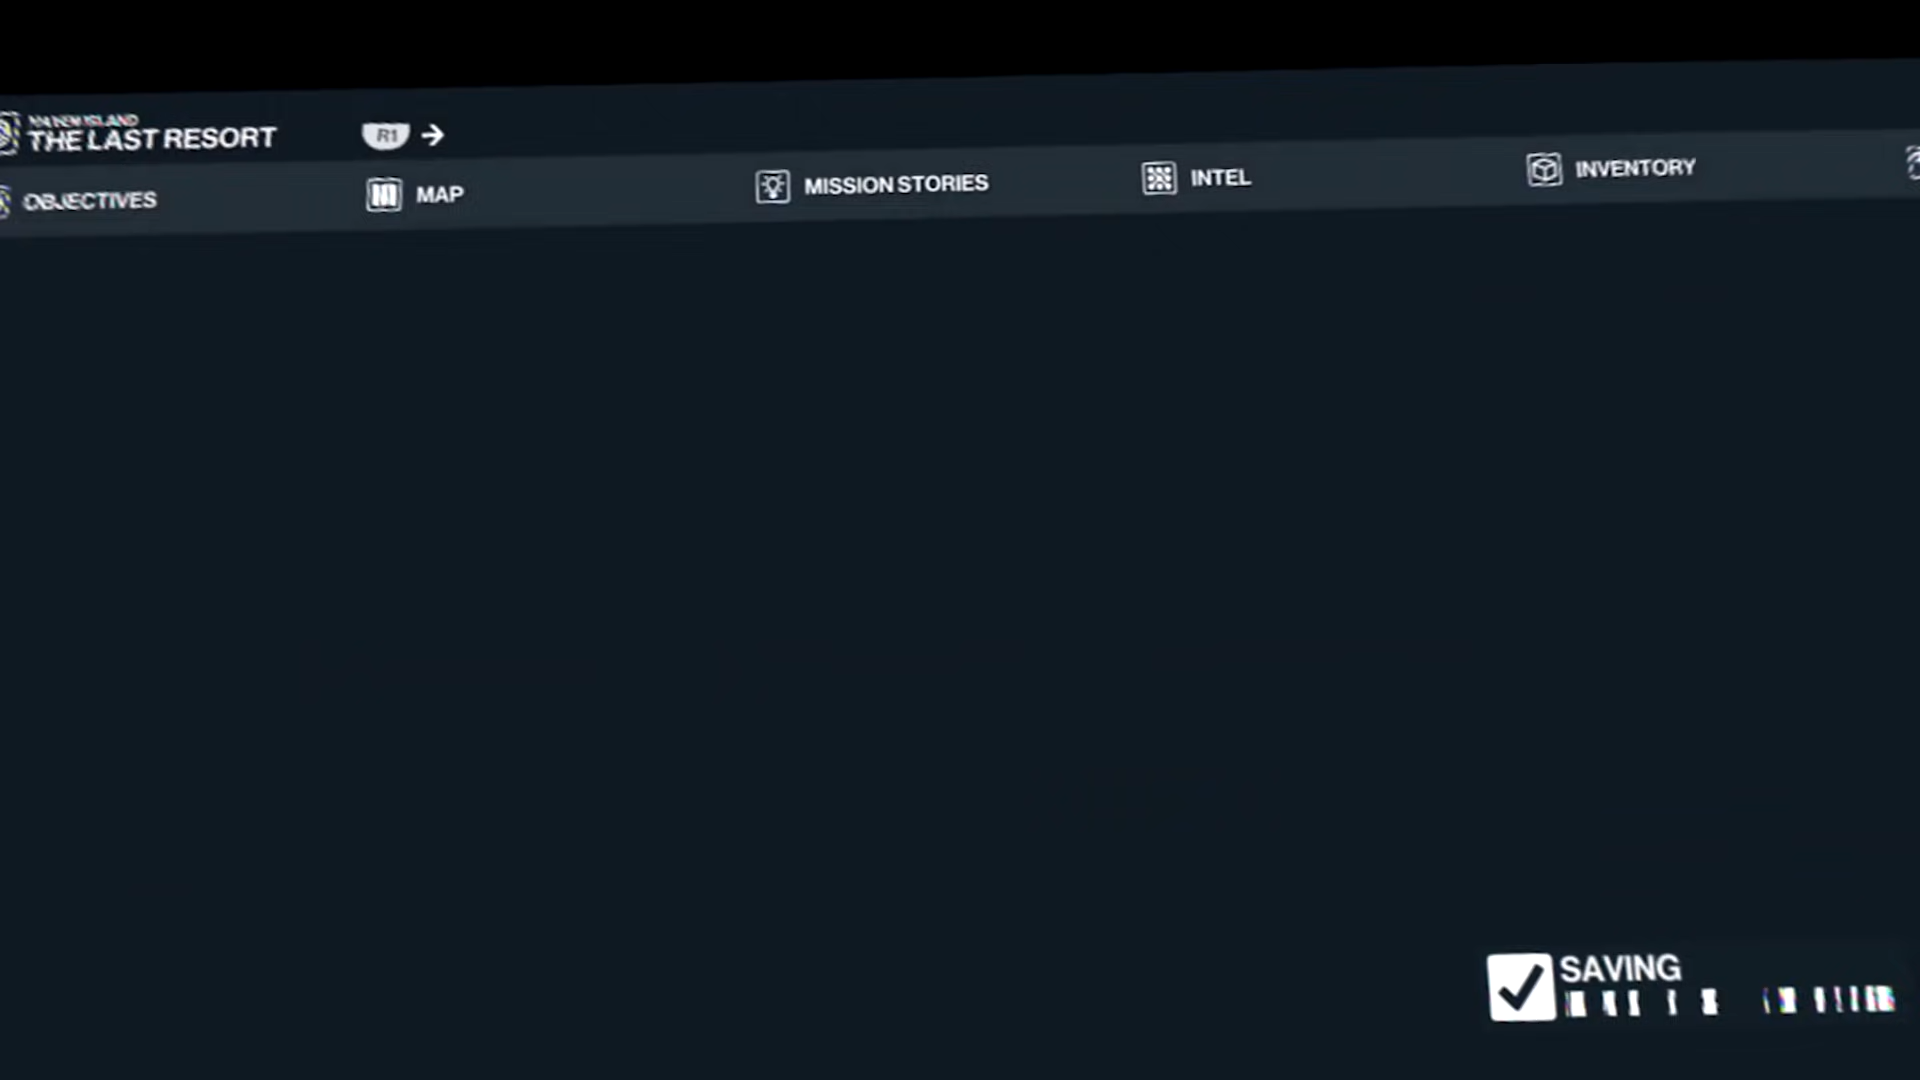 THE LAST RESORT
R1
OBJECTIVES
MAP
MISSION STORIES
INTEL
INVENTORY
SAVING